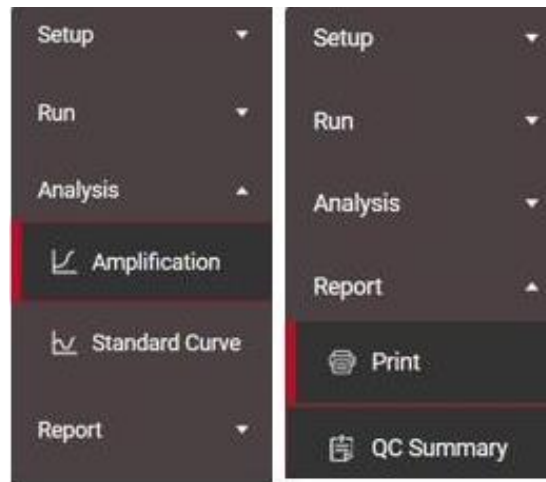 Setup
Run
Analysis
Amplification
Standard Curve
Report
Setup
Run
Analysis
Report
Print
QC Summary